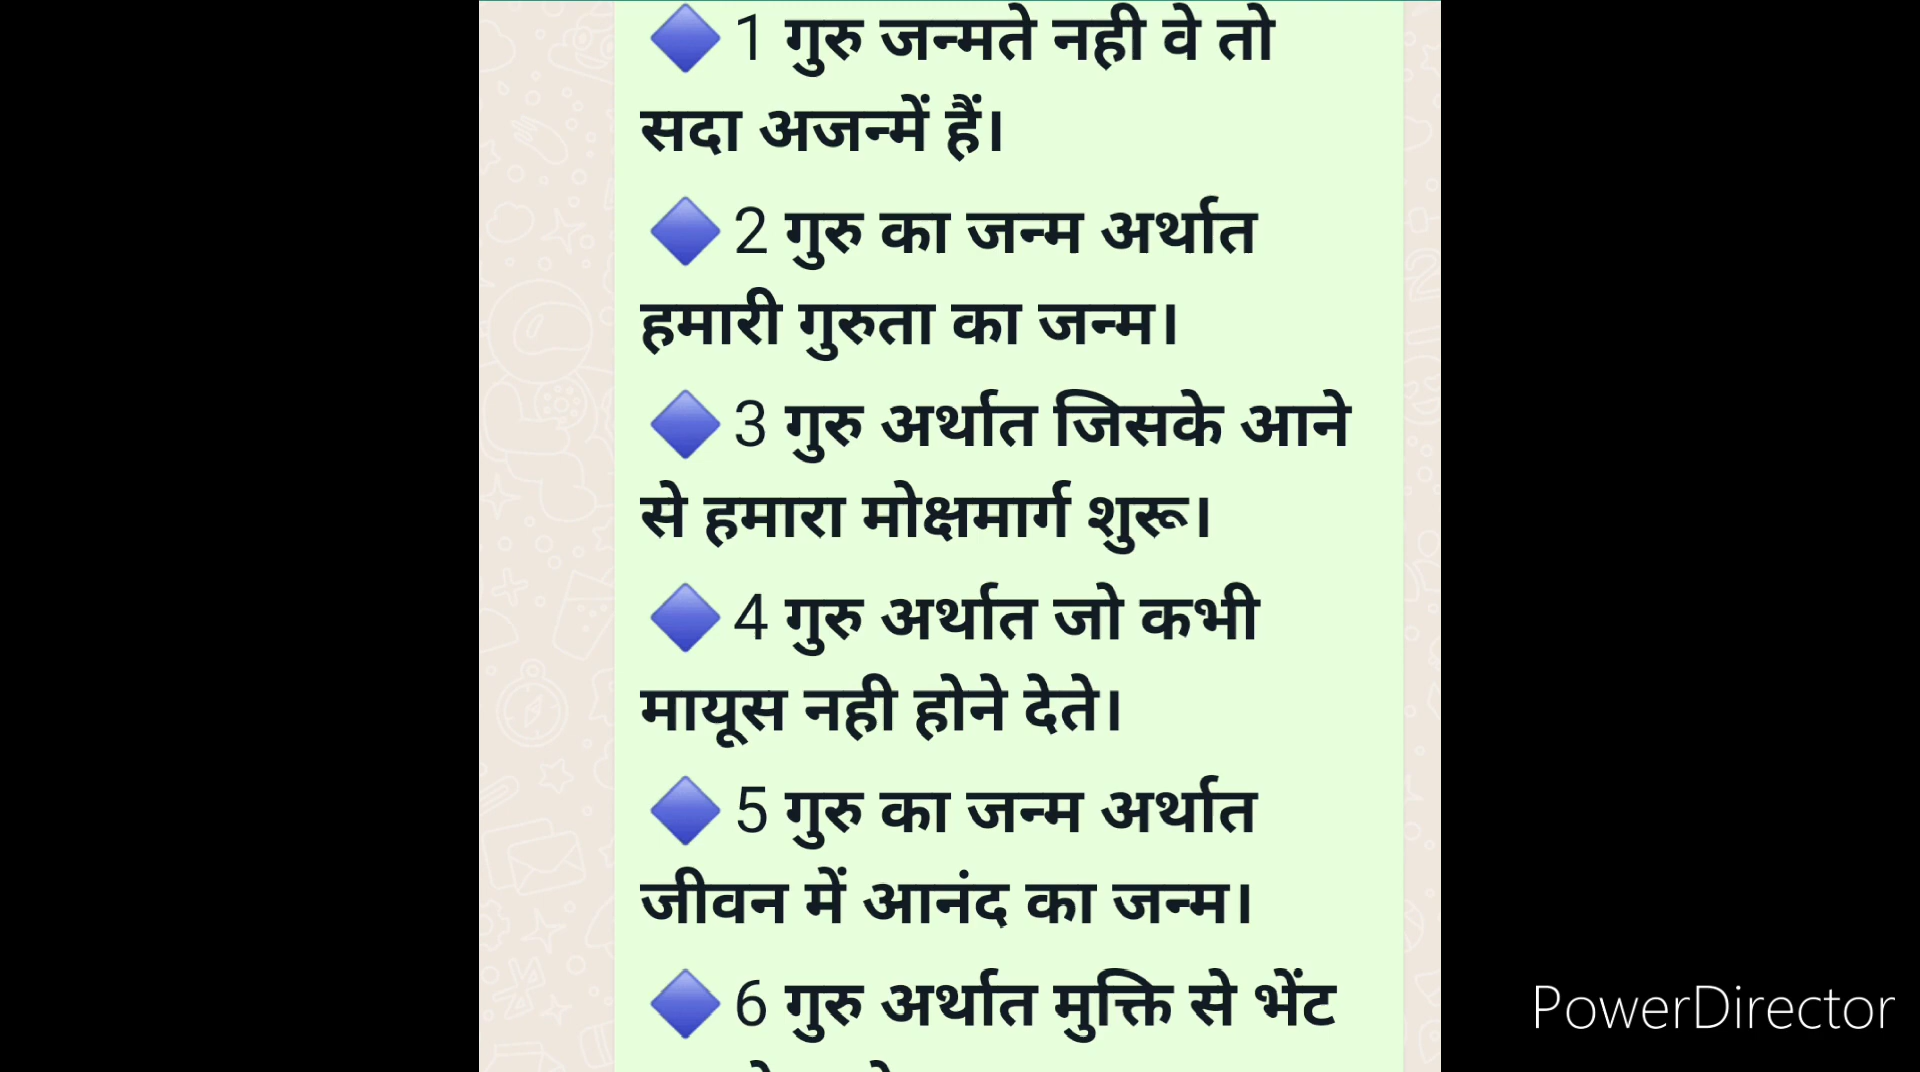 🔷 1 गुरु जन्मते नही वे तो
सदा अजन्में हैं।
🔷 2 गुरु का जन्म अर्थात
हमारी गुरुता का जन्म।
🔷 3 गुरु अर्थात जिसके आने
से हमारा मोक्षमार्ग शुरू।
🔷 4 गुरु अर्थात जो कभी
मायूस नही होने देते।
🔷 5 गुरु का जन्म अर्थात
जीवन में आनंद का जन्म।
🔷 6 गुरु अर्थात मुक्ति से भेंट
PowerDirector